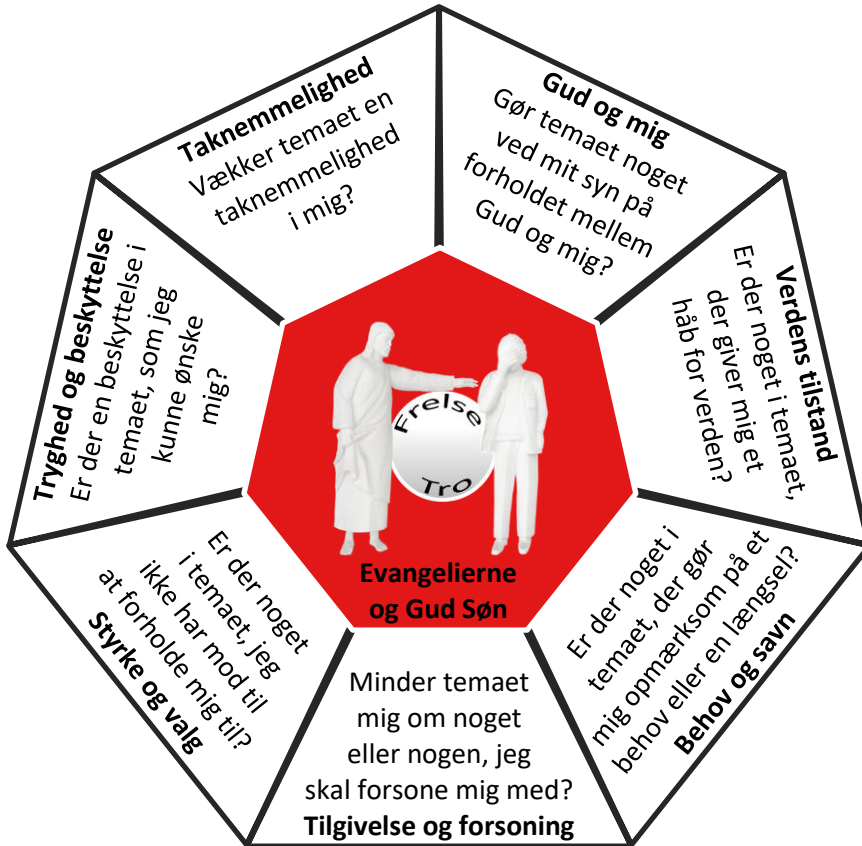 Gud og mig
Gør temaet noget
ved mit syn på
forholdet mellem
Gud og mig?
Verdens tilstand
Er der noget i temaet,
der giver mig et
håb for verden?
Er der noget i
temaet, der gør
mig opmærksom på et
behov eller en længsel?
Behov og savn
Minder temaet
mig om noget
eller nogen, jeg
skal forsone mig med?
Tilgivelse og forsoning
Er der noget
i temaet, jeg
ikke har mod til
at forholde mig til?
Styrke og valg
Tryghed og beskyttelse
Er der en beskyttelse i
temaet, som jeg
kunne ønske
mig?
Taknemmelighed
Vækker temaet en
taknemmelighed
i mig?
Frelse
Tro
Evangelierne
og Gud Søn